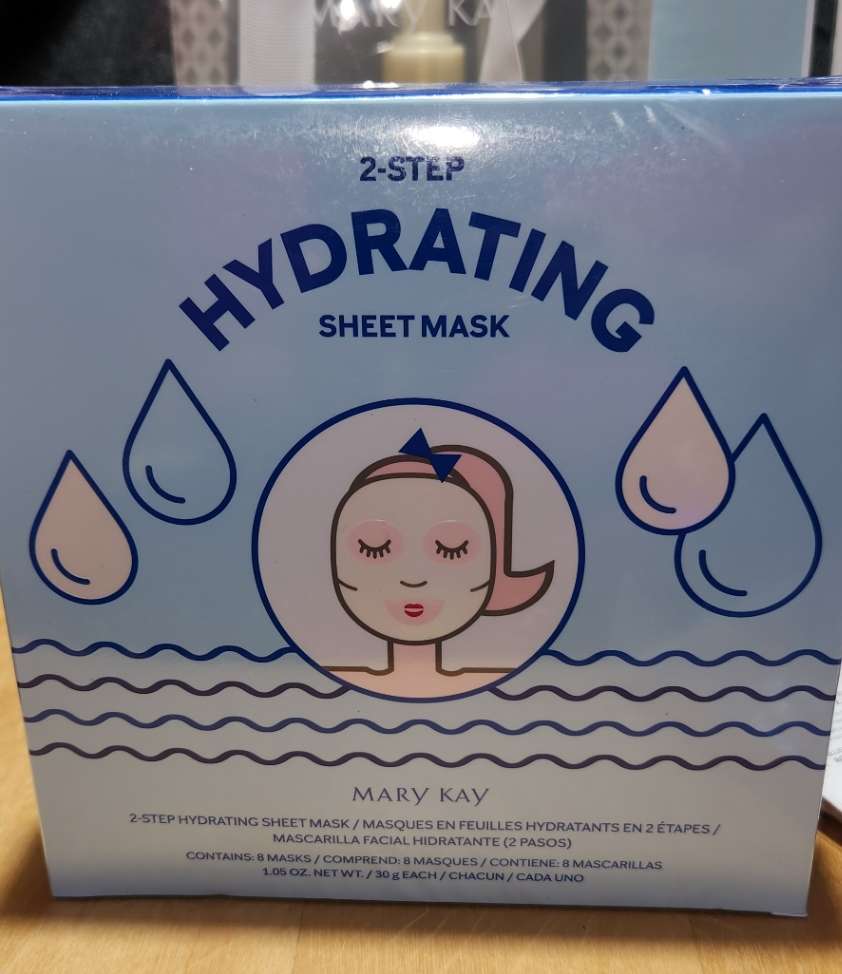 MARY KAY
2-STEP
HYDRATING
SHEET MASK
MARY KAY
2-STEP HYDRATING SHEET MASK / MASQUES EN FEUILLES HYDRATANTS EN 2 ÉTAPES /
MASCARILLA FACIAL HIDRATANTE (2 PASOS)
CONTAINS: 8 MASKS / COMPREND: 8 MASQUES / CONTIENE: 8 MASCARILLAS
1.05 OZ. NET WT. / 30 g EACH / CHACUN / CADA UNO